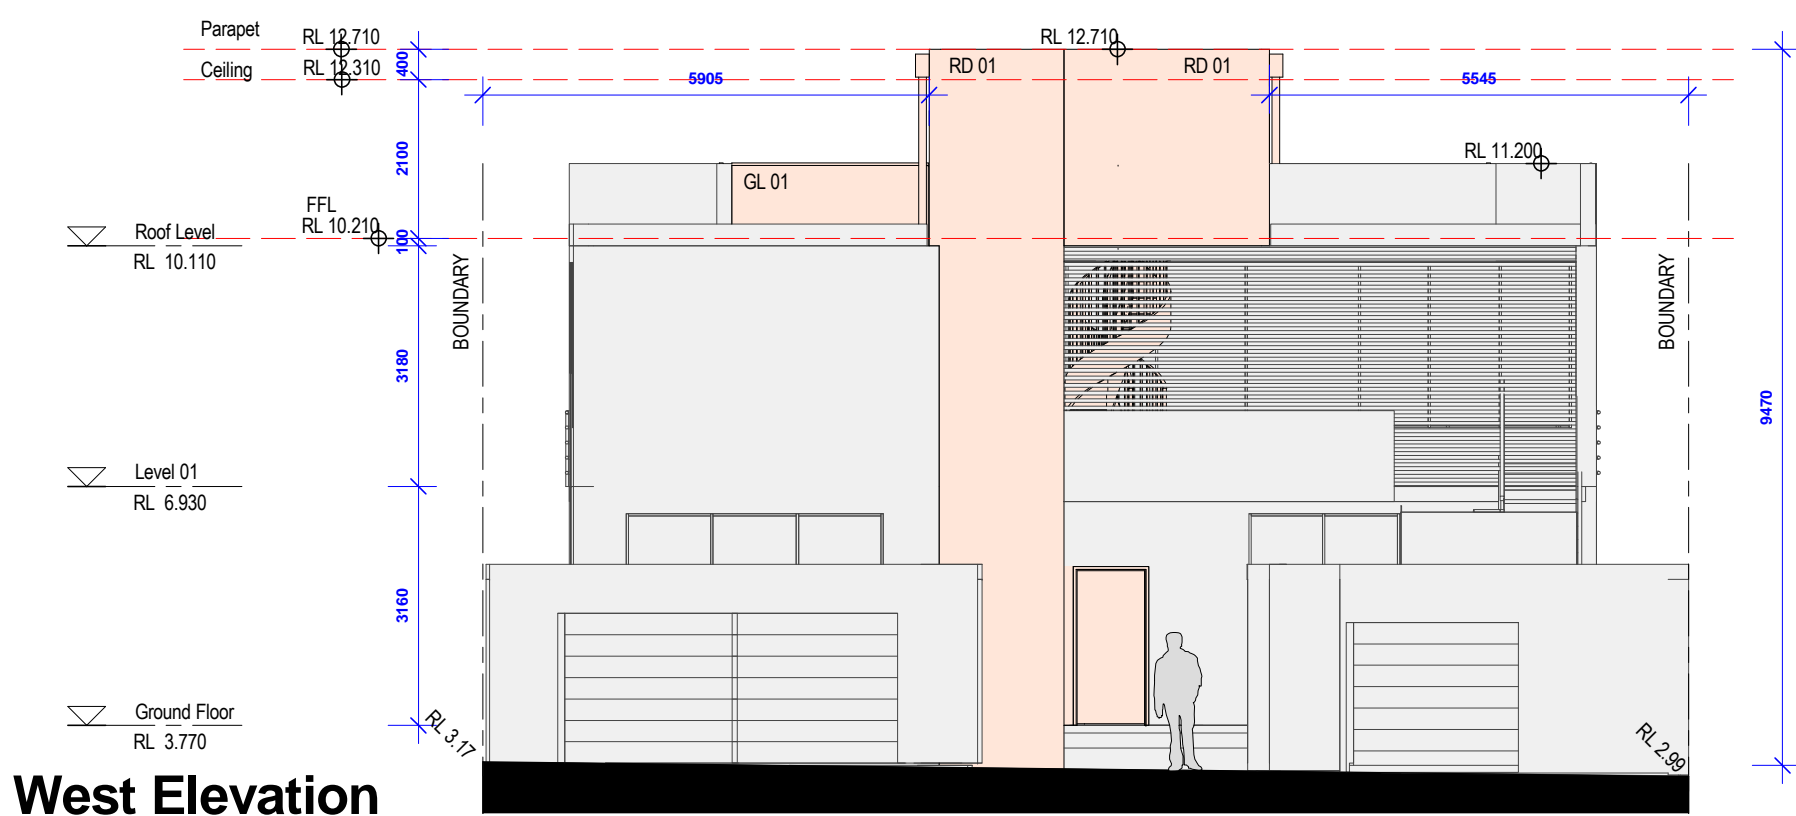 Parapet
RL 12.710
RL 12.710
Ceiling
RL 12.310
400
RD 01
RD 01
5905
5545
2100
RL 11.200
GL 01
FFL
RL 10.210
Roof Level
RL 10.110
100
BOUNDARY
BOUNDARY
3180
9470
Level 01
RL 6.930
3160
Ground Floor
RL 3.770
RL 3.17
RL 2.99
West Elevation